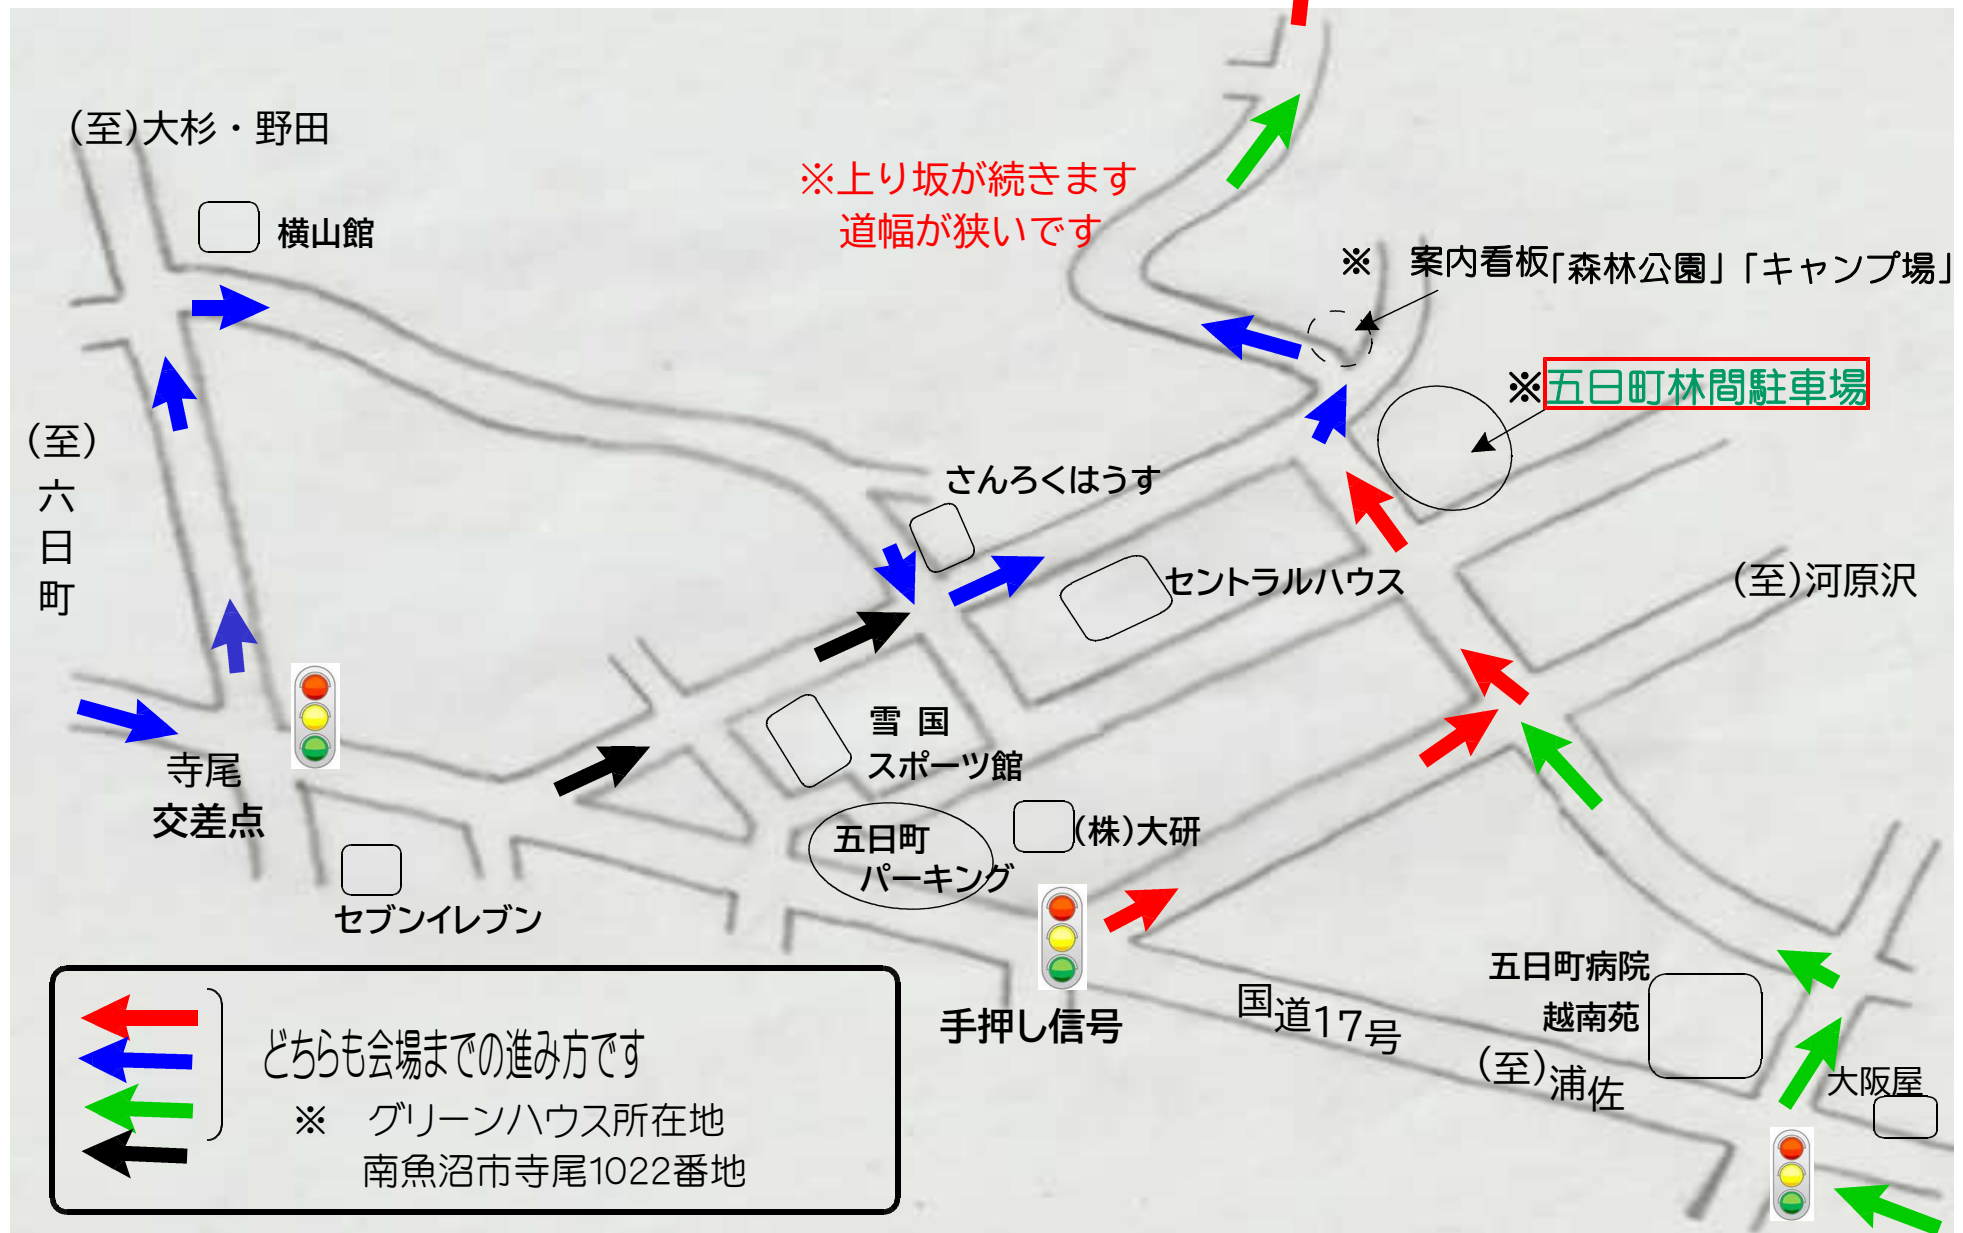 (至)大杉・野田
横山館
※上り坂が続きます
道幅が狭いです
※　案内看板「森林公園」「キャンプ場」
※五日町林間駐車場
(至)
六
日
町
さんろくはうす
セントラルハウス
(至)河原沢
寺尾
交差点
雪 国
スポーツ館
五日町
パーキング
(株)大研
セブンイレブン
手押し信号
国道17号
(至)浦佐
五日町病院
越南苑
大阪屋
どちらも会場までの進み方です
※　グリーンハウス所在地
南魚沼市寺尾1022番地